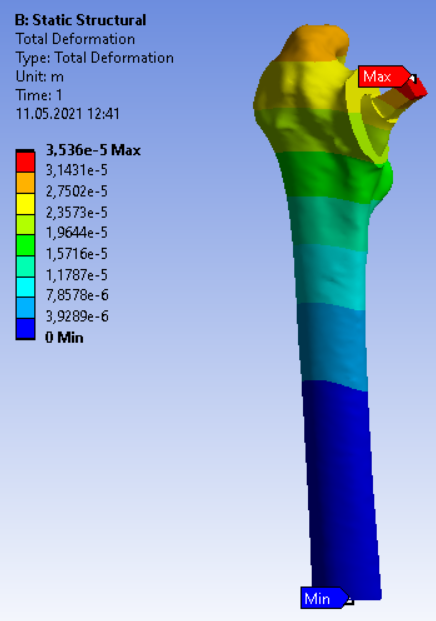 B: Static Structural
Total Deformation
Type: Total Deformation
Unit: m
Time: 1
11.05.2021 12:41
3,536e-5 Max
3,1431e-5
2,7502e-5
2,3573e-5
1,9644e-5
1,5716e-5
1,1787e-5
7,8578e-6
3,9289e-6
0 Min
Max
Min